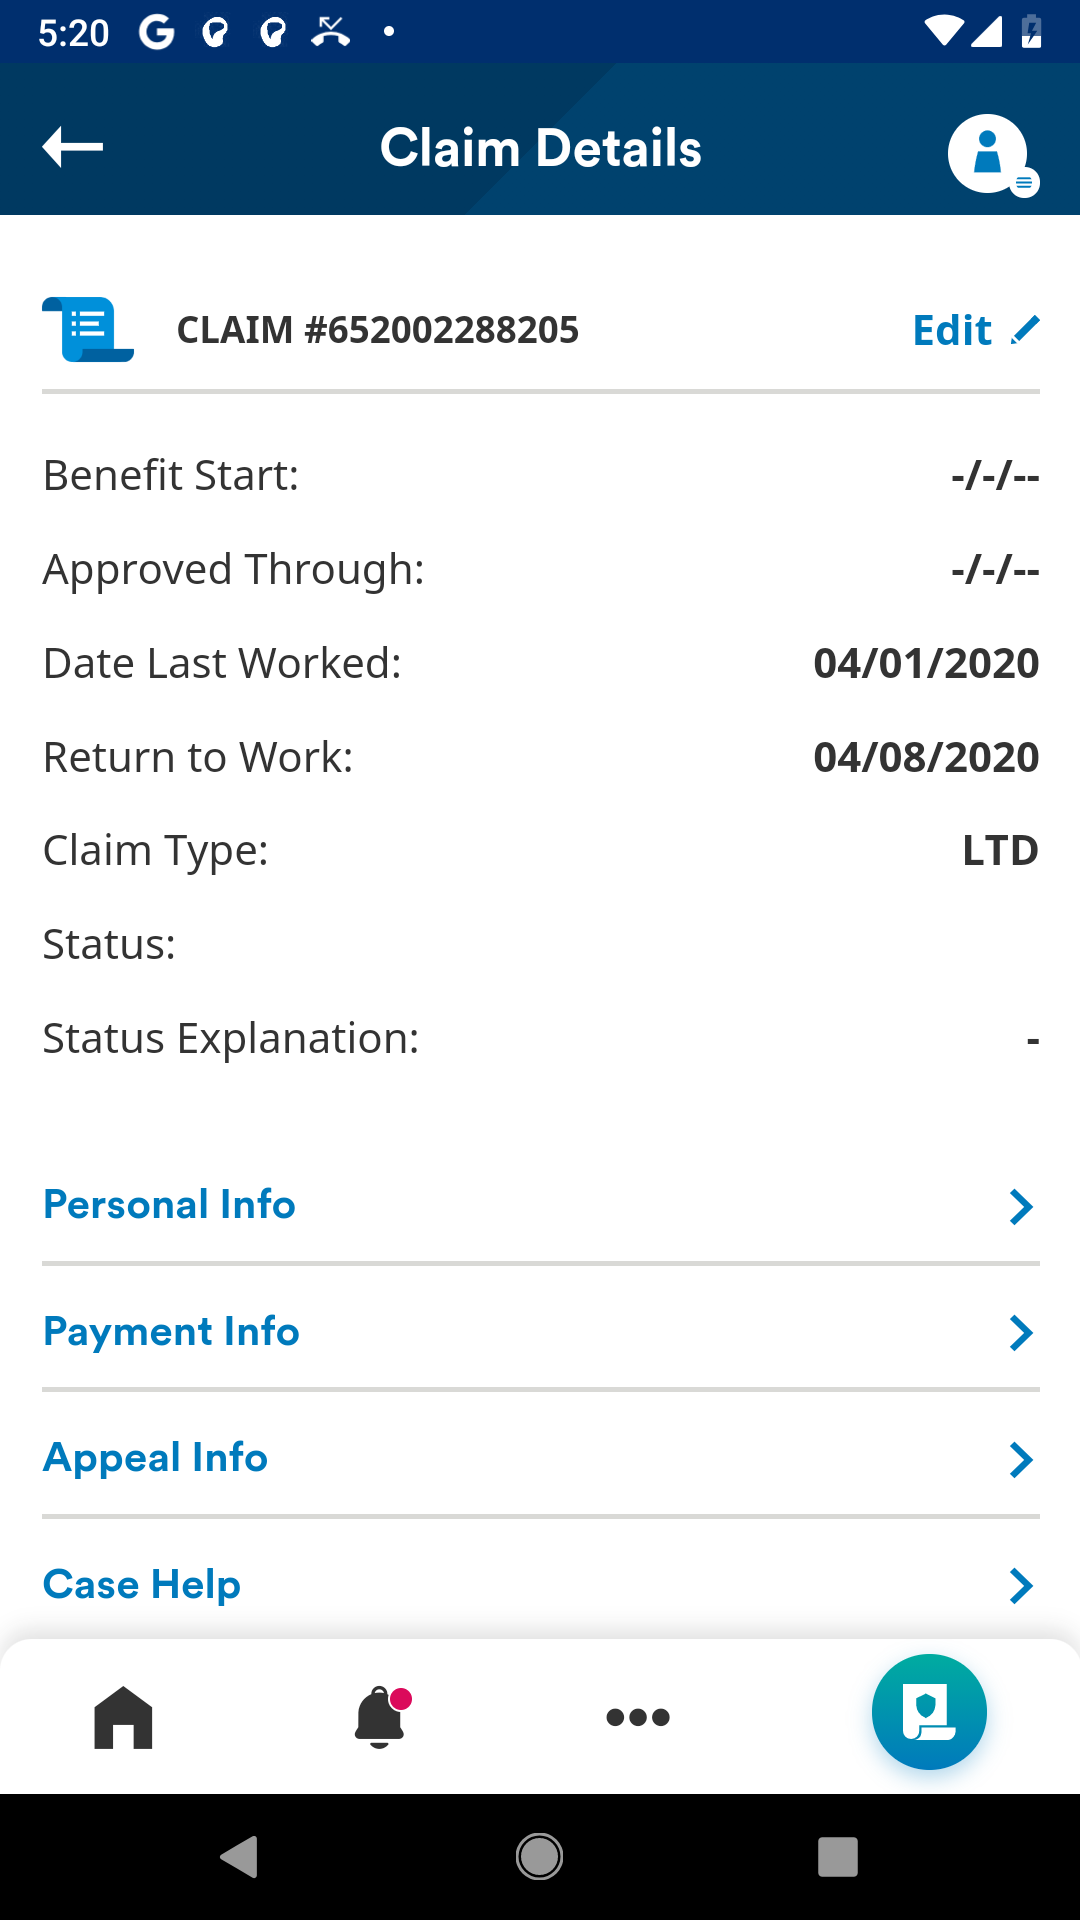 5:20
Claim Details
CLAIM #652002288205 Edit
Benefit Start: -/-/--
Approved Through: -/-/--
Date Last Worked: 04/01/2020
Return to Work: 04/08/2020
Claim Type: LTD
Status:
Status Explanation: -
Personal Info
Payment Info
Appeal Info
Case Help